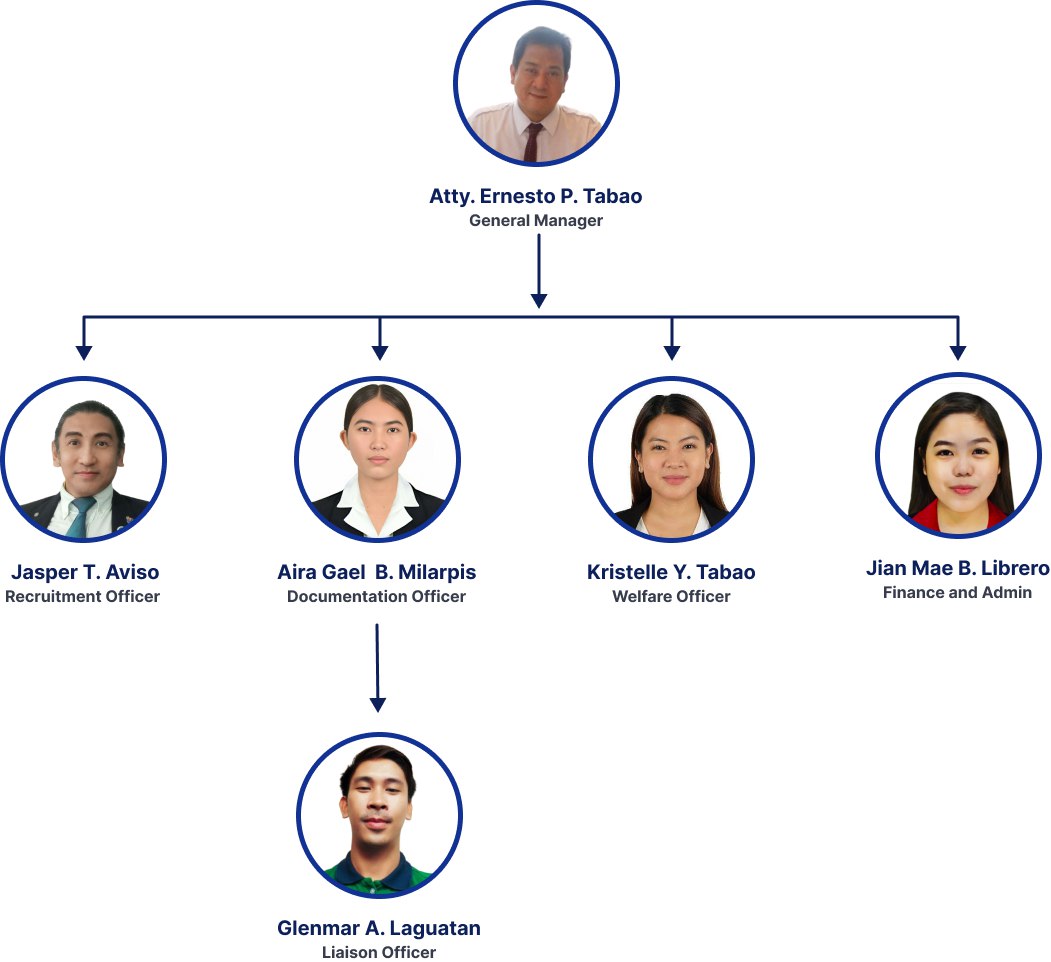 Atty. Ernesto P. Tabao
General Manager
Jasper T. Aviso
Recruitment Officer
Aira Gael B. Milarpis
Documentation Officer
Kristelle Y. Tabao
Welfare Officer
Jian Mae B. Librero
Finance and Admin
Glenmar A. Laguatan
Liaison Officer